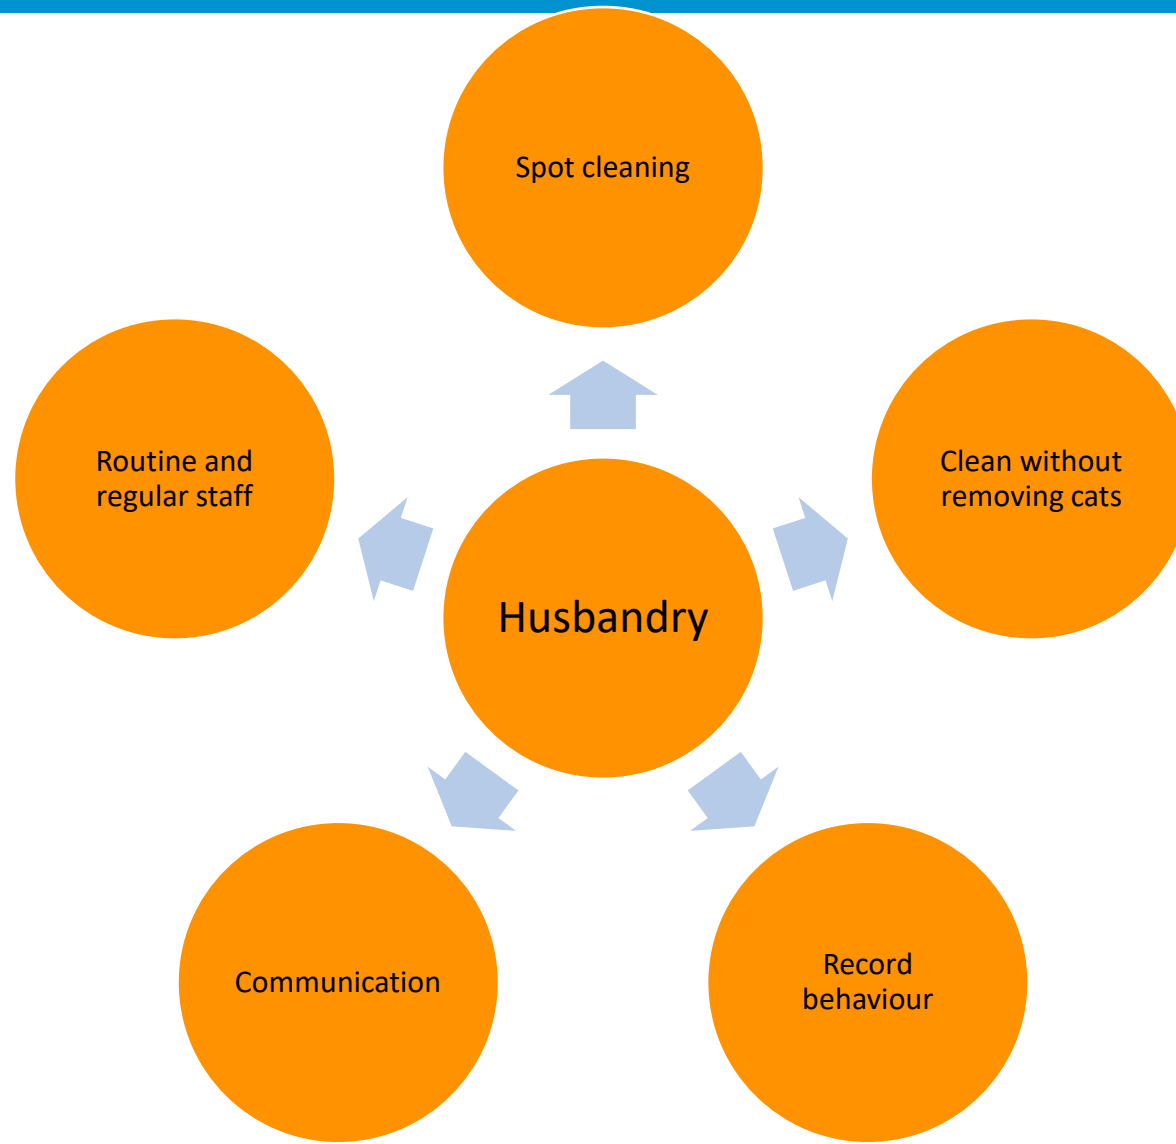 Spot cleaning
Routine and
regular staff
Clean without
removing cats
Husbandry
Communication
Record
behaviour